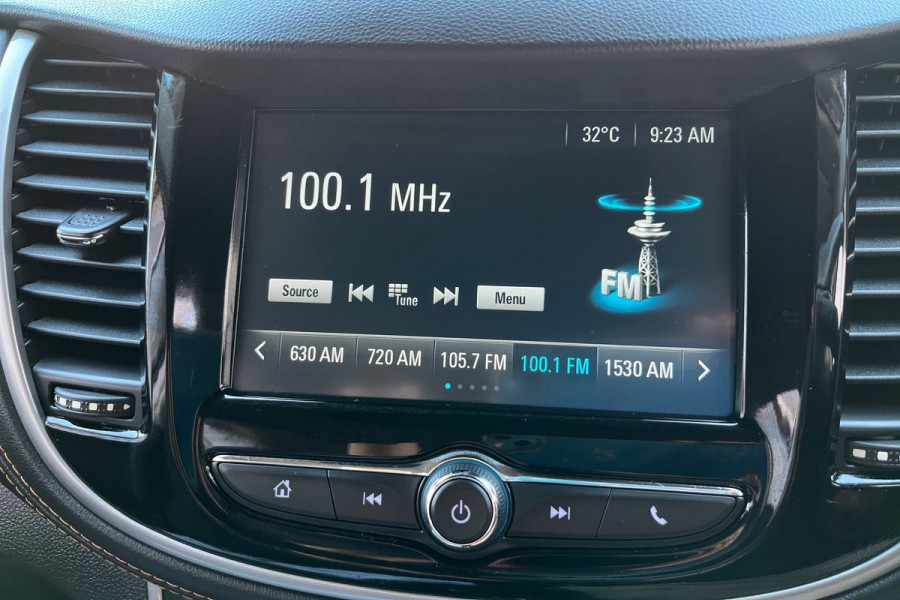 32°C 9:23 AM
100.1 MHz
FM
Source Tune Menu
630 AM 720 AM 105.7 FM 100.1 FM 1530 AM